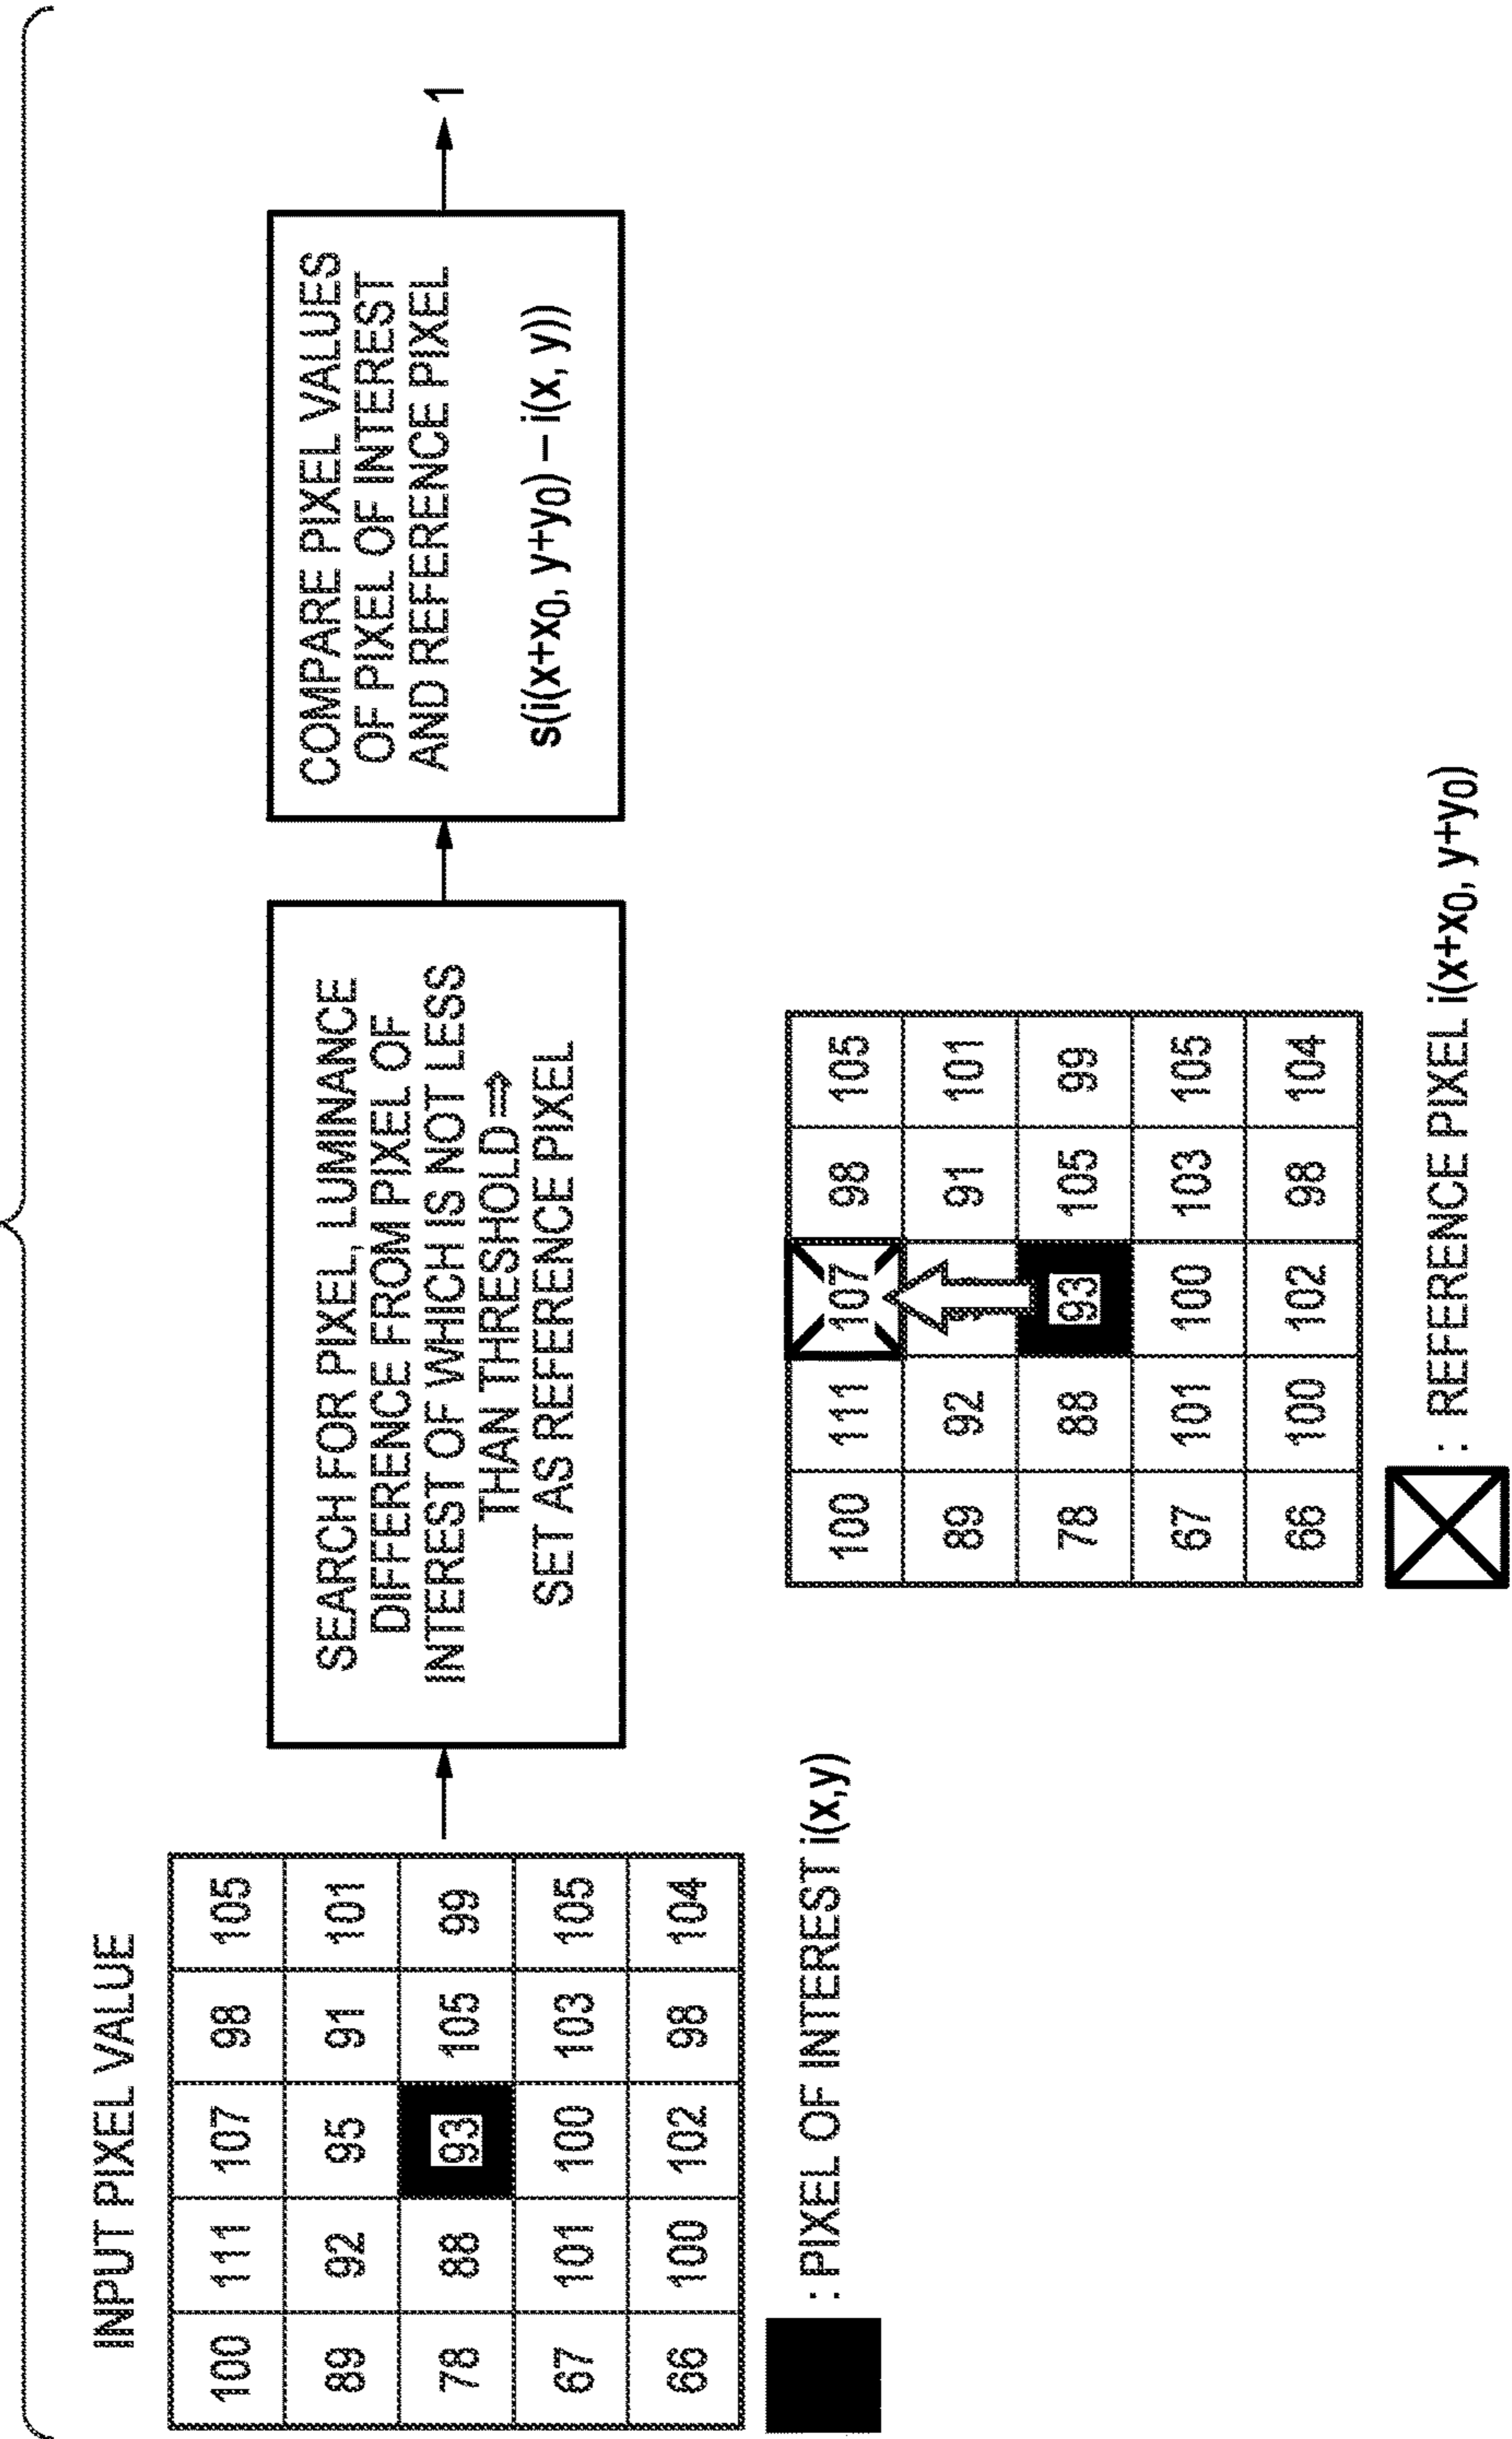 INPUT PIXEL VALUE
100 111 107 98 105
89 92 95 91 101
78 88 93 105 99
67 101 100 103 105
66 100 102 98 104
: PIXEL OF INTEREST i(x,y)
SEARCH FOR PIXEL, LUMINANCE
DIFFERENCE FROM PIXEL OF
INTEREST OF WHICH IS NOT LESS
THAN THRESHOLD⇒
SET AS REFERENCE PIXEL
100 111 107 98 105
89 92 91 101
78 88 93 105 99
67 101 100 103 105
66 100 102 98 104
: REFERENCE PIXEL i(x+x0, y+y0)
COMPARE PIXEL VALUES
OF PIXEL OF INTEREST
AND REFERENCE PIXEL
s(i(x+x0, y+y0) – i(x, y))
1